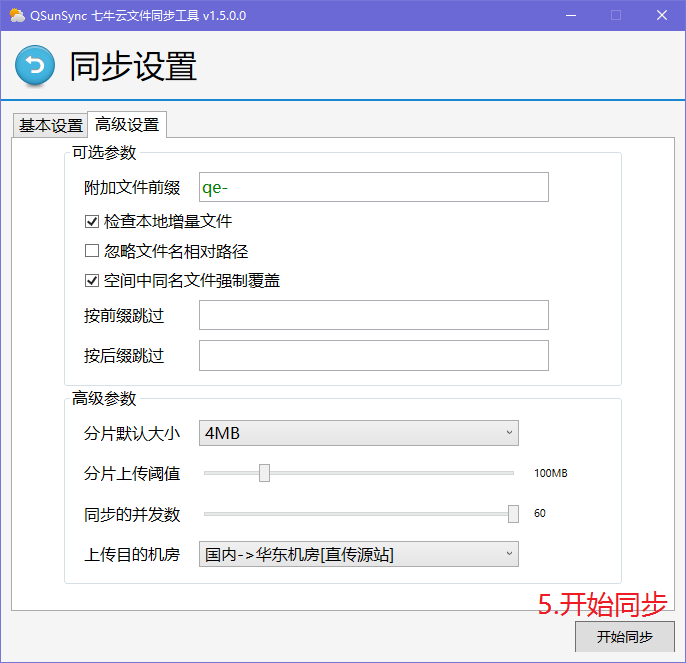 QSunSync 七牛云文件同步工具 v1.5.0.0
同步设置
基本设置 高级设置
可选参数
附加文件前缀 qe-
检查本地增量文件
忽略文件名相对路径
空间中同名文件强制覆盖
按前缀跳过
按后缀跳过
高级参数
分片默认大小 4MB
分片上传阈值 100MB
同步的并发数 60
上传目的机房 国内->华东机房[直传源站]
5.开始同步
开始同步